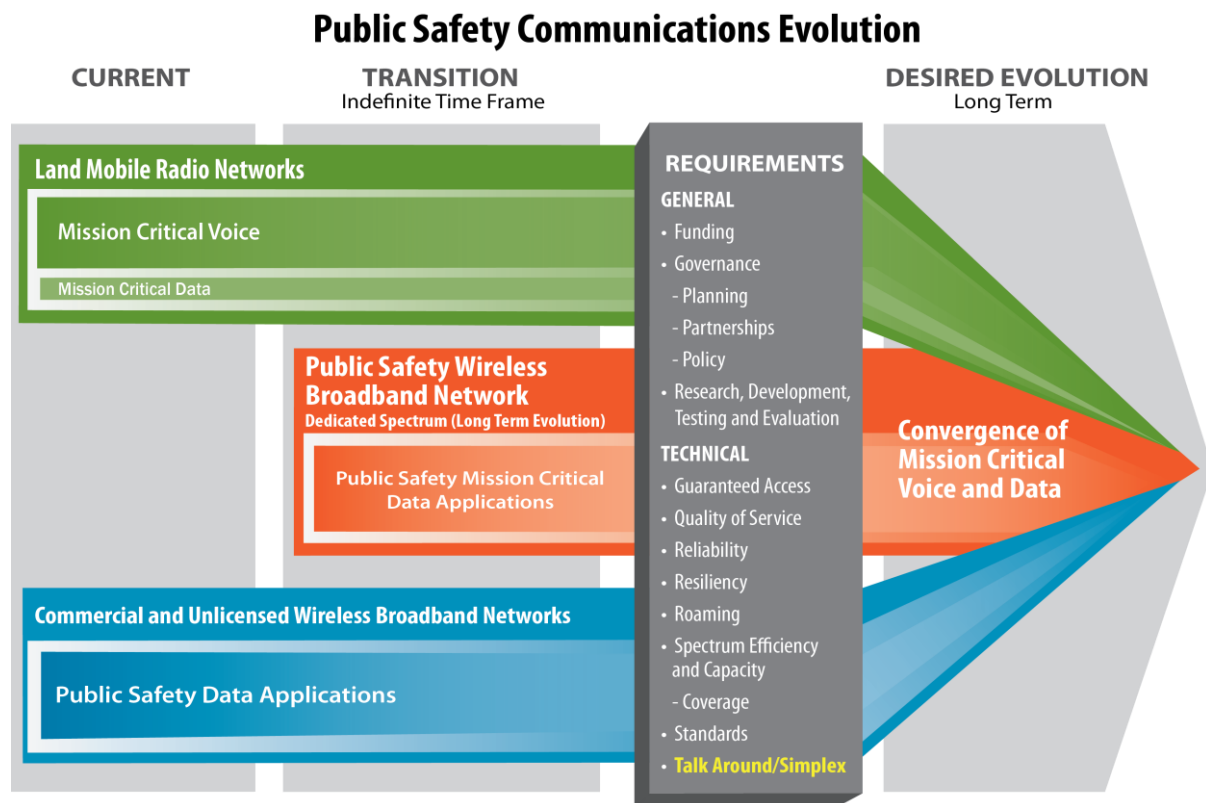 Public Safety Communications Evolution
CURRENT
TRANSITION
Indefinite Time Frame
DESIRED EVOLUTION
Long Term
Land Mobile Radio Networks
Mission Critical Voice
Mission Critical Data
Public Safety Wireless
Broadband Network
Dedicated Spectrum (Long Term Evolution)
Public Safety Mission Critical
Data Applications
Commercial and Unlicensed Wireless Broadband Networks
Public Safety Data Applications
REQUIREMENTS
GENERAL
• Funding
• Governance
- Planning
- Partnerships
- Policy
• Research, Development,
Testing and Evaluation
TECHNICAL
• Guaranteed Access
• Quality of Service
• Reliability
• Resiliency
• Roaming
• Spectrum Efficiency
and Capacity
- Coverage
• Standards
• Talk Around/Simplex
Convergence of
Mission Critical
Voice and Data